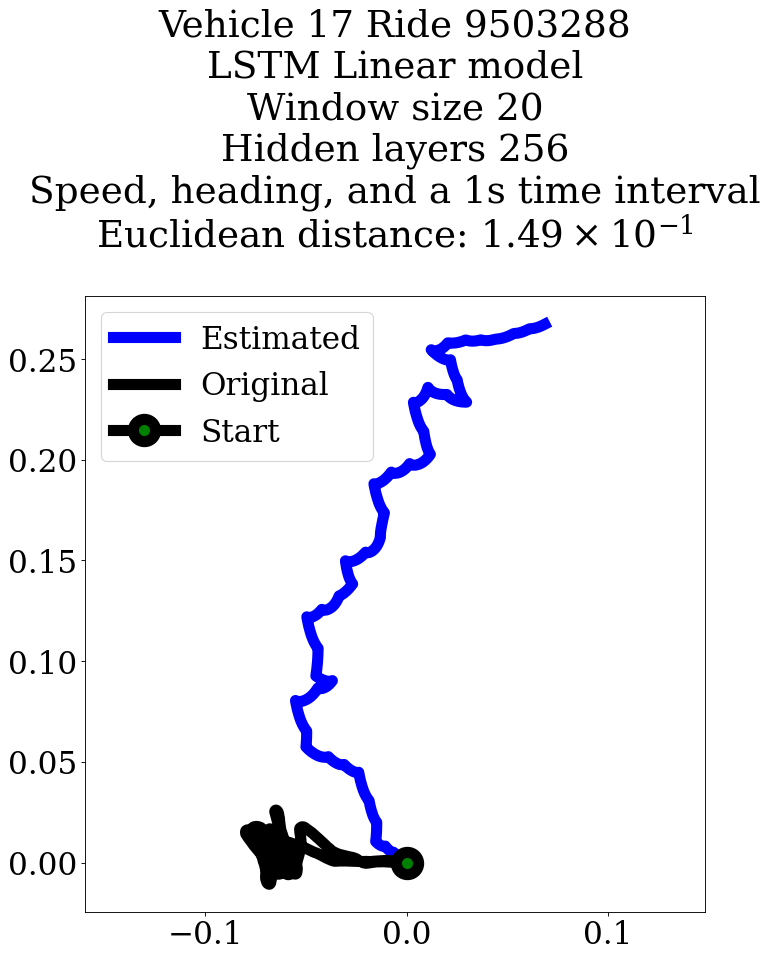 Vehicle 17 Ride 9503288
LSTM Linear model
Window size 20
Hidden layers 256
Speed, heading, and a 1s time interval
Euclidean distance: 1.49 × 10⁻¹
Estimated
Original
Start
0.25
0.20
0.15
0.10
0.05
0.00
−0.1 0.0 0.1